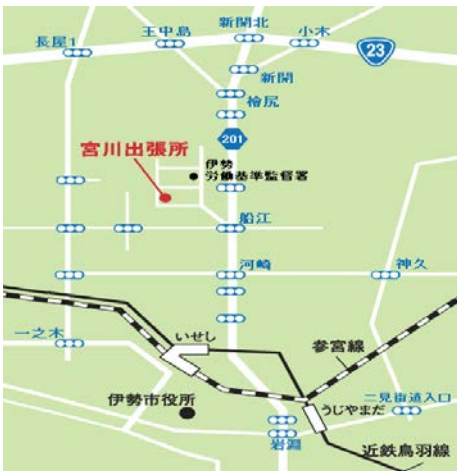 新開北
王中島
小木
長屋1
23
新開
檜尻
201
宮川出張所
伊勢
労働基準監督署
船江
河崎
神久
一之木
いせし
参宮線
伊勢市役所
うじやまだ
二見街道入口
岩淵
近鉄鳥羽線